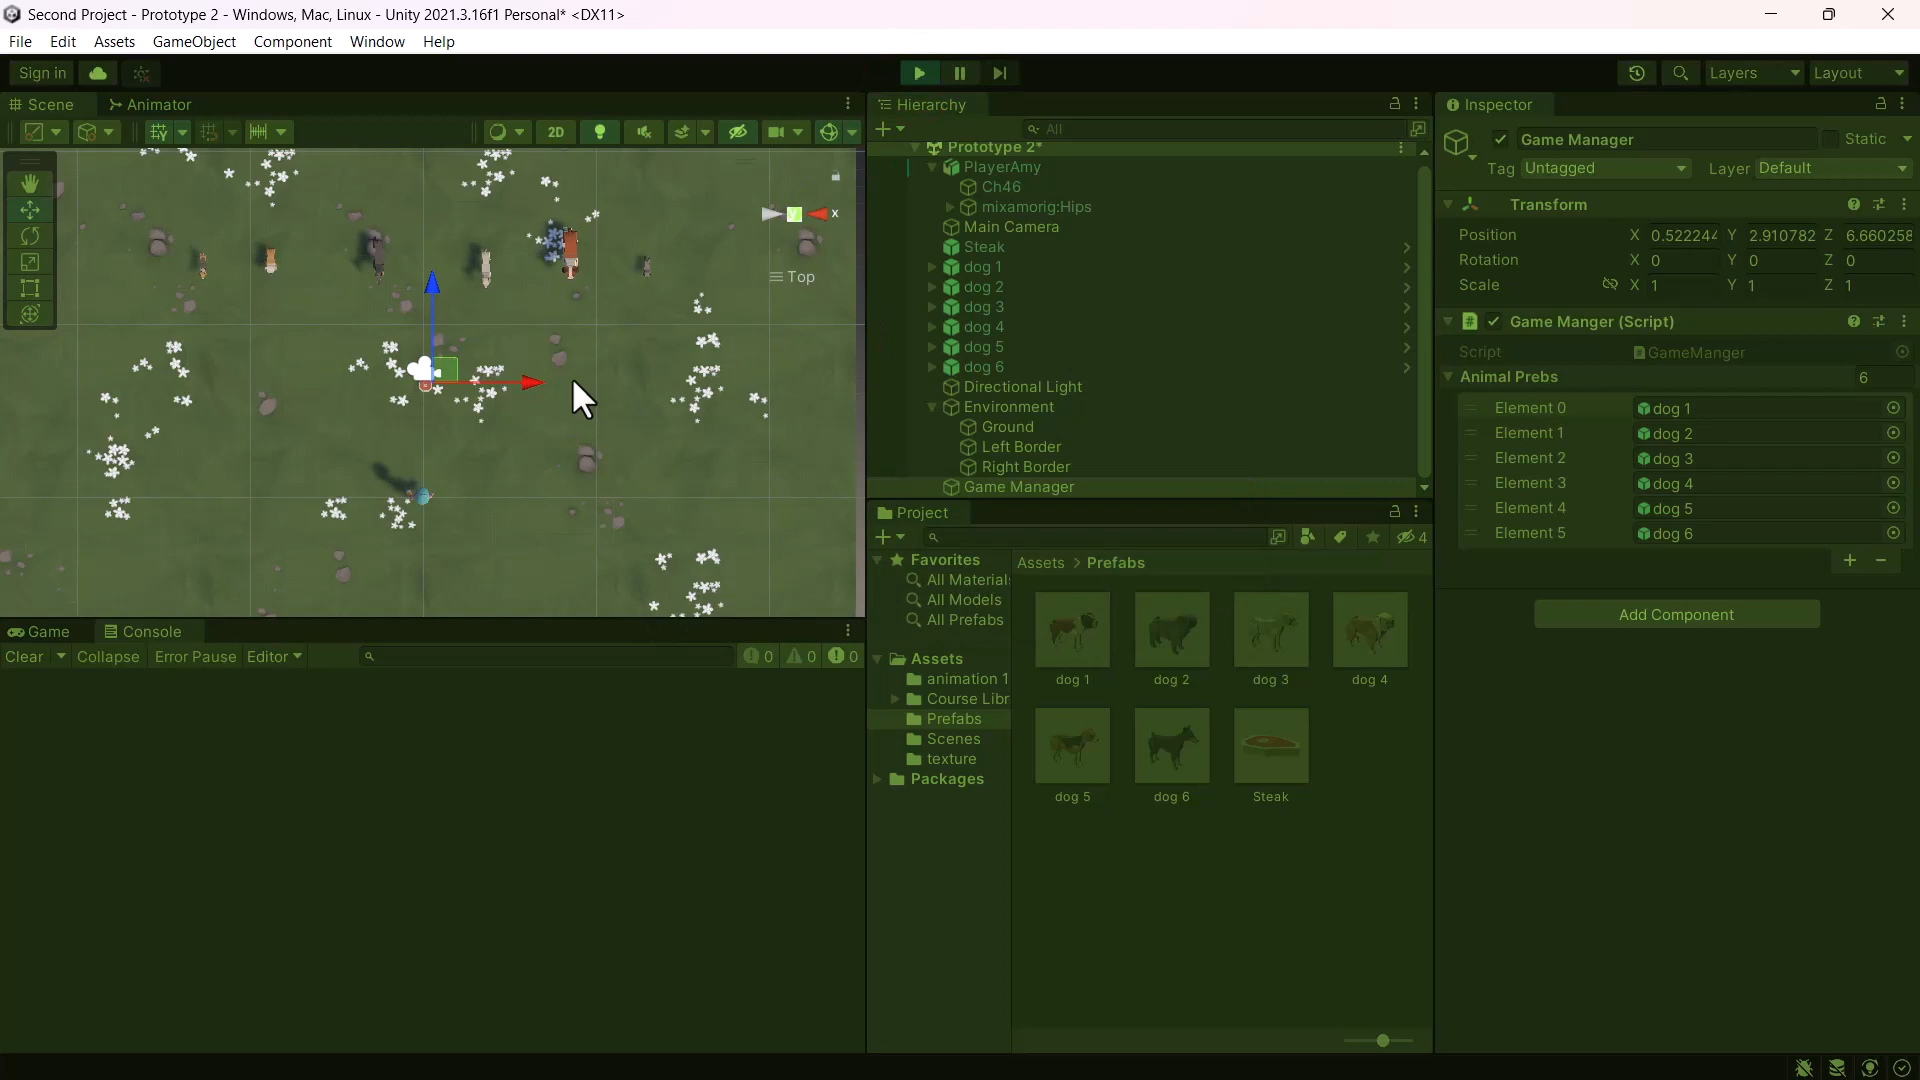 Second Project - Prototype 2 - Windows, Mac, Linux - Unity 2021.3.16f1 Personal* <DX11>
File Edit Assets GameObject Component Window Help
Sign in
Layers
Layout
Scene
Animator
2D
y
x
Top
Hierarchy
All
Prototype 2*
PlayerAmy
Ch46
mixamorig:Hips
Main Camera
Steak
dog 1
dog 2
dog 3
dog 4
dog 5
dog 6
Directional Light
Environment
Ground
Left Border
Right Border
Game Manager
Inspector
Game Manager
Static
Tag Untagged
Layer Default
Transform
Position X 0.522244 Y 2.910782 Z 6.660258
Rotation X 0 Y 0 Z 0
Scale X 1 Y 1 Z 1
Game Manger (Script)
Script GameManger
Animal Prebs 6
Element 0 dog 1
Element 1 dog 2
Element 2 dog 3
Element 3 dog 4
Element 4 dog 5
Element 5 dog 6
Add Component
Game
Console
Clear Collapse Error Pause Editor
0 0 0
Project
4
Favorites
All Materials
All Models
All Prefabs
Assets
animation 1
Course Libr
Prefabs
Scenes
texture
Packages
Assets > Prefabs
dog 1 dog 2 dog 3 dog 4
dog 5 dog 6 Steak